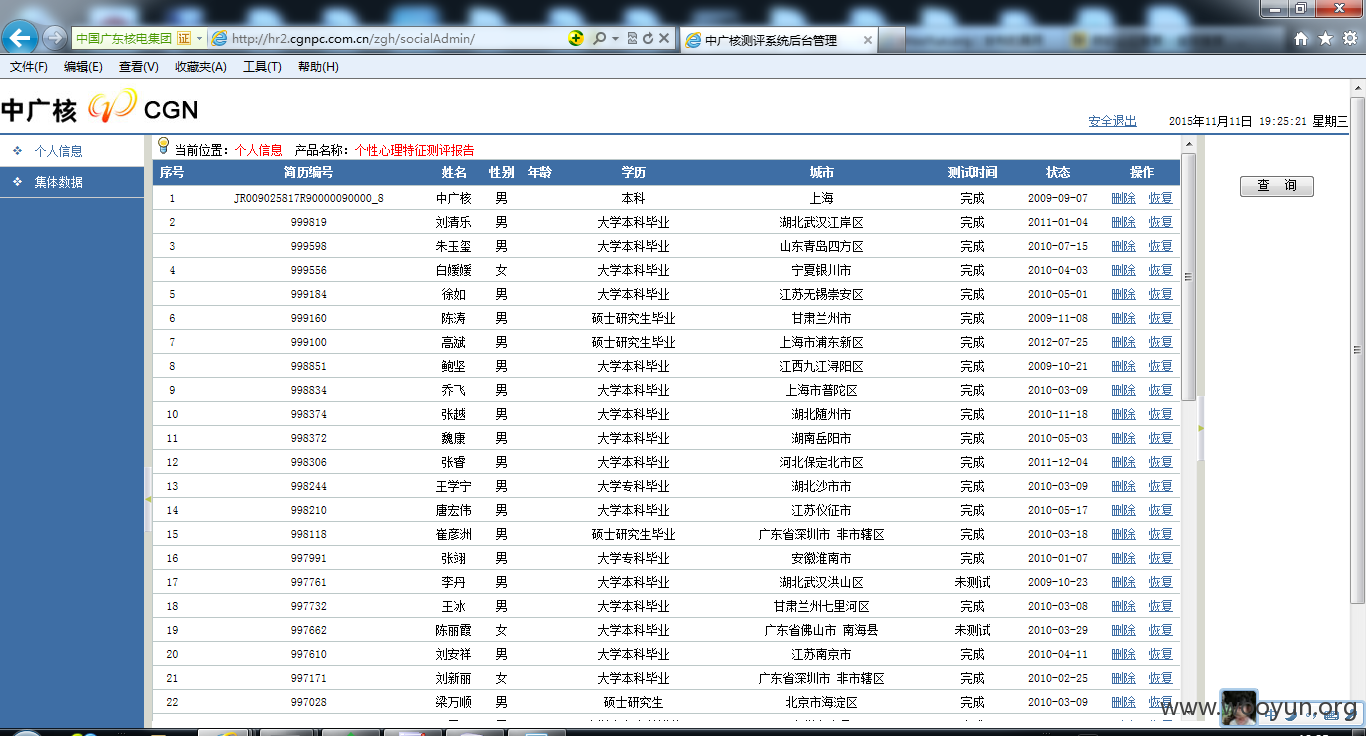 中国广东核电集团 证 http://hr2.cgnpc.com.cn/zgh/socialAdmin/ 中广核测评系统后台管理
文件(F) 编辑(E) 查看(V) 收藏夹(A) 工具(T) 帮助(H)
中广核 CGN
安全退出 2015年11月11日 19:25:21 星期三
个人信息
集体数据
当前位置：个人信息 产品名称：个性心理特征测评报告
查 询
序号 简历编号 姓名 性别 年龄 学历 城市 测试时间 状态 操作
1 JR009025817R90000090000_8 中广核 男 本科 上海 完成 2009-09-07 删除 恢复
2 999819 刘清乐 男 大学本科毕业 湖北武汉江岸区 完成 2011-01-04 删除 恢复
3 999598 朱玉玺 男 大学本科毕业 山东青岛四方区 完成 2010-07-15 删除 恢复
4 999556 白媛媛 女 大学本科毕业 宁夏银川市 完成 2010-04-03 删除 恢复
5 999184 徐如 男 大学本科毕业 江苏无锡崇安区 完成 2010-05-01 删除 恢复
6 999160 陈涛 男 硕士研究生毕业 甘肃兰州市 完成 2009-11-08 删除 恢复
7 999100 高斌 男 硕士研究生毕业 上海市浦东新区 完成 2012-07-25 删除 恢复
8 998851 鲍坚 男 大学本科毕业 江西九江浔阳区 完成 2009-10-21 删除 恢复
9 998834 乔飞 男 大学本科毕业 上海市普陀区 完成 2010-03-09 删除 恢复
10 998374 张越 男 大学本科毕业 湖北随州市 完成 2010-11-18 删除 恢复
11 998372 魏康 男 大学本科毕业 湖南岳阳市 完成 2010-05-03 删除 恢复
12 998306 张睿 男 大学本科毕业 河北保定北市区 完成 2011-12-04 删除 恢复
13 998244 王学宁 男 大学专科毕业 湖北沙市市 完成 2010-03-09 删除 恢复
14 998210 唐宏伟 男 大学本科毕业 江苏仪征市 完成 2010-05-17 删除 恢复
15 998118 崔彦洲 男 硕士研究生毕业 广东省深圳市 非市辖区 完成 2010-03-18 删除 恢复
16 997991 张翊 男 大学专科毕业 安徽淮南市 完成 2010-01-07 删除 恢复
17 997761 李丹 男 大学本科毕业 湖北武汉洪山区 未测试 2009-10-23 删除 恢复
18 997732 王冰 男 大学本科毕业 甘肃兰州七里河区 完成 2010-03-08 删除 恢复
19 997662 陈丽霞 女 大学本科毕业 广东省佛山市 南海县 未测试 2010-03-29 删除 恢复
20 997610 刘安祥 男 大学本科毕业 江苏南京市 完成 2010-04-11 删除 恢复
21 997171 刘新丽 女 大学本科毕业 广东省深圳市 非市辖区 完成 2010-02-25 删除 恢复
22 997028 梁万顺 男 硕士研究生 北京市海淀区 完成 2010-03-09 删除 恢复
www.wooyun.org